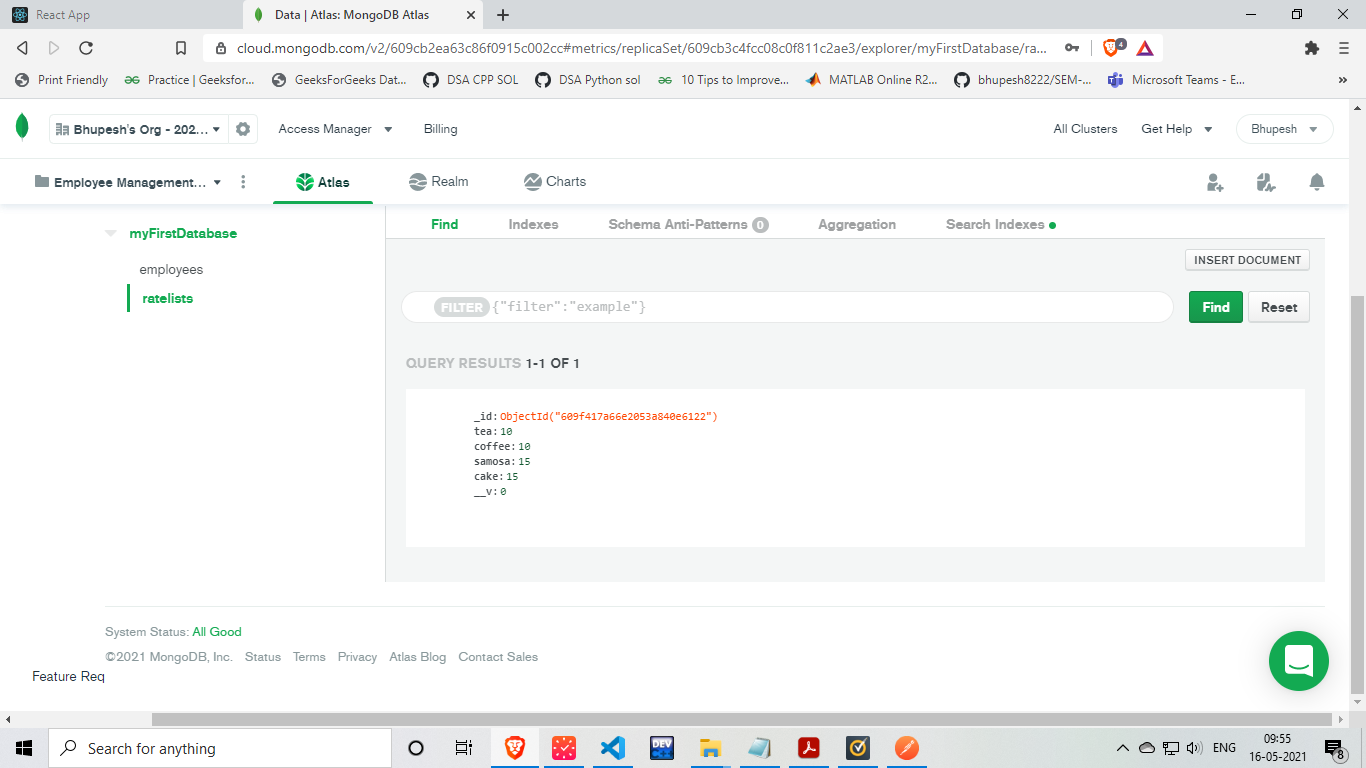 React App
Data | Atlas: MongoDB Atlas
cloud.mongodb.com/v2/609cb2ea63c86f0915c002cc#metrics/replicaSet/609cb3c4fcc08c0f811c2ae3/explorer/myFirstDatabase/ra...
4
Print Friendly
Practice | Geeksfor...
GeeksForGeeks Dat...
DSA CPP SOL
DSA Python sol
10 Tips to Improve...
MATLAB Online R2...
bhupesh8222/SEM-...
Microsoft Teams - E...
Bhupesh's Org - 202...
Access Manager
Billing
All Clusters
Get Help
Bhupesh
Employee Management...
Atlas
Realm
Charts
myFirstDatabase
employees
ratelists
Find
Indexes
Schema Anti-Patterns 0
Aggregation
Search Indexes
INSERT DOCUMENT
FILTER {"filter":"example"}
Find
Reset
QUERY RESULTS 1-1 OF 1
_id: ObjectId("609f417a66e2053a840e6122")
tea: 10
coffee: 10
samosa: 15
cake: 15
__v: 0
System Status: All Good
©2021 MongoDB, Inc.
Status
Terms
Privacy
Atlas Blog
Contact Sales
Feature Req
Search for anything
DEV
ENG
09:55
16-05-2021
8